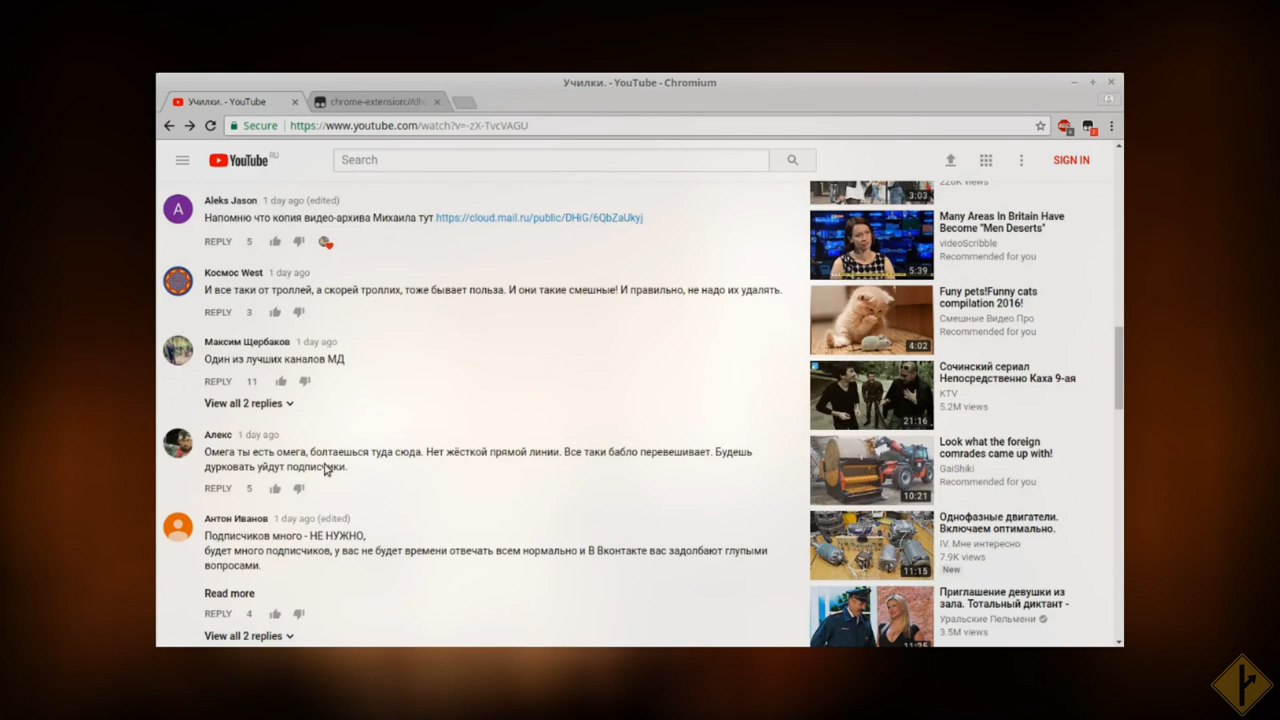 Училки. - YouTube - Chromium
Училки. - YouTube
chrome-extension://dh
Secure
https://www.youtube.com/watch?v=-zX-TvcVAGU
ABP
YouTube RU
Search
SIGN IN
A
Aleks Jason 1 day ago (edited)
Напомню что копия видео-архива Михаила тут https://cloud.mail.ru/public/DHiG/6QbZaUkyj
REPLY 5
Космос West 1 day ago
И все таки от троллей, а скорей троллих, тоже бывает польза. И они такие смешные! И правильно, не надо их удалять.
REPLY 3
Максим Щербаков 1 day ago
Один из лучших каналов МД
REPLY 11
View all 2 replies
Алекс 1 day ago
Омега ты есть омега, болтаешься туда сюда. Нет жёсткой прямой линии. Все таки бабло перевешивает. Будешь
дурковать уйдут подписчики.
REPLY 5
Антон Иванов 1 day ago (edited)
Подписчиков много - НЕ НУЖНО,
будет много подписчиков, у вас не будет времени отвечать всем нормально и В Вконтакте вас задолбают глупыми
вопросами.
Read more
REPLY 4
View all 2 replies
3:03
views
Many Areas In Britain Have
Become "Men Deserts"
videoScribble
Recommended for you
5:39
Funy pets!Funny cats
compilation 2016!
Смешные Видео Про
Recommended for you
4:02
Сочинский сериал
Непосредственно Каха 9-ая
KTV
5.2M views
21:16
Look what the foreign
comrades came up with!
GaiShiki
Recommended for you
10:21
Однофазные двигатели.
Включаем оптимально.
IV. Мне интересно
7.9K views
New
11:15
Приглашение девушки из
зала. Тотальный диктант -
Уральские Пельмени
3.5M views